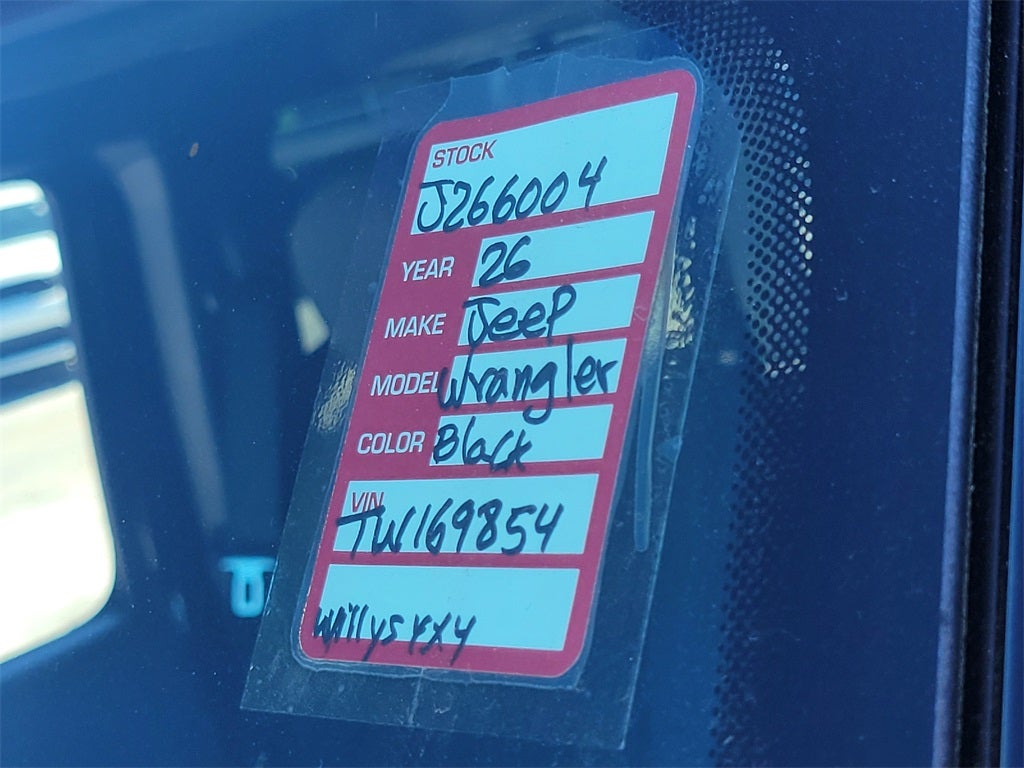 STOCK
J266004
YEAR 26
MAKE Jeep
MODEL Wrangler
COLOR Black
VIN
TW169854
Willys 4x4